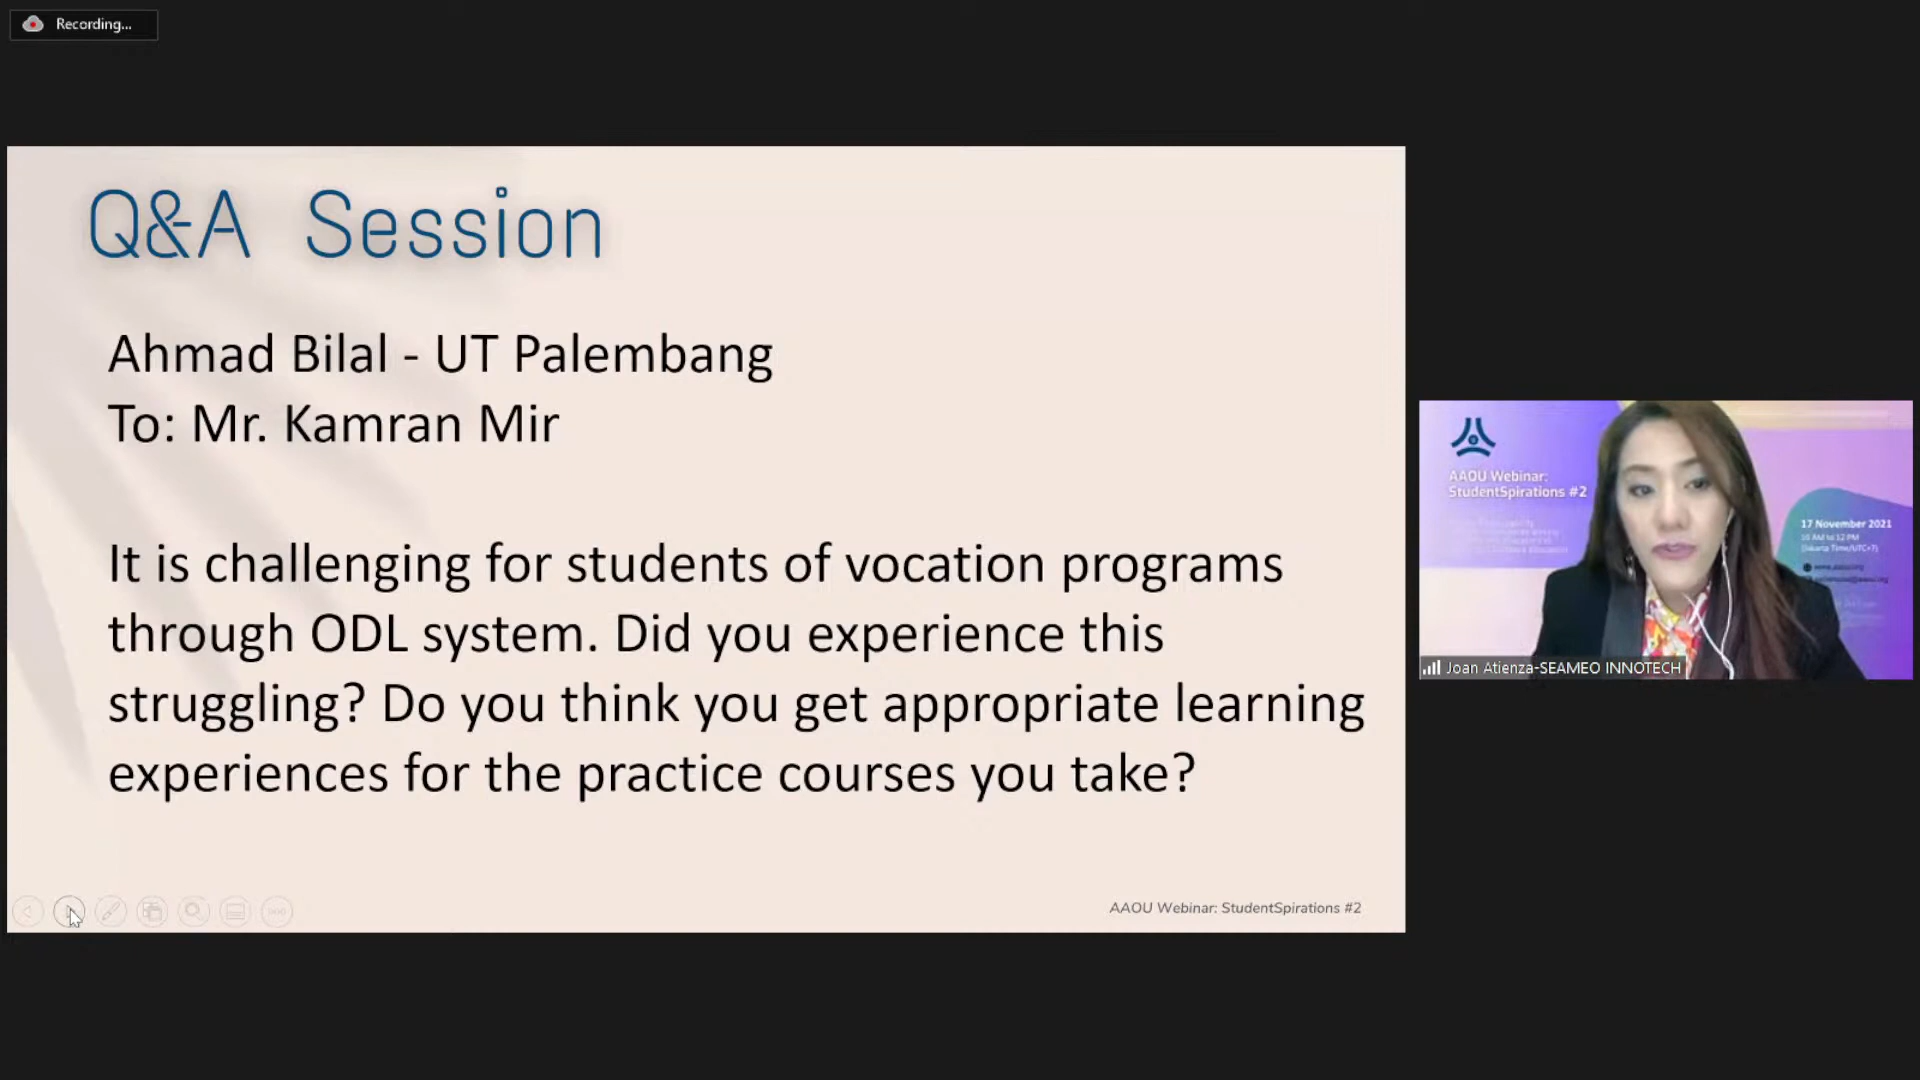 Recording...
Q&A Session
Ahmad Bilal - UT Palembang
To: Mr. Kamran Mir
It is challenging for students of vocation programs
through ODL system. Did you experience this
struggling? Do you think you get appropriate learning
experiences for the practice courses you take?
AAOU Webinar: StudentSpirations #2
AAOU Webinar:
StudentSpirations #2
17 November 2021
10 AM to 12 PM
(Jakarta Time/UTC+7)
Joan Atienza-SEAMEO INNOTECH